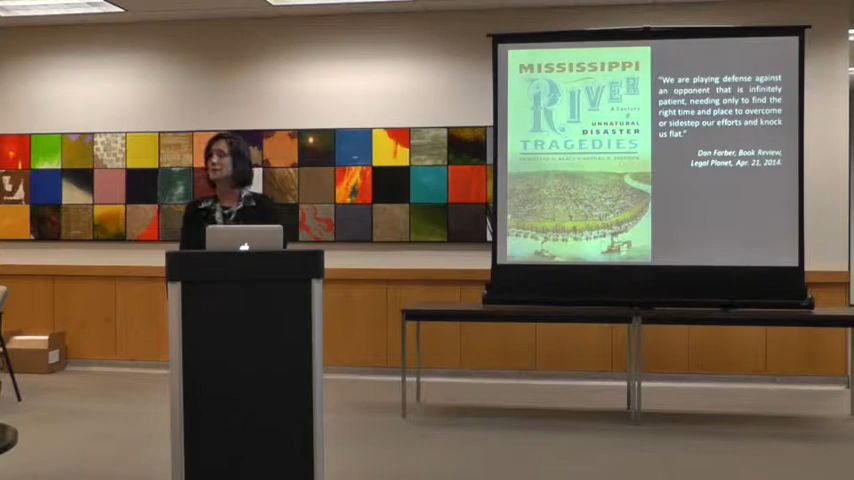 MISSISSIPPI
RIVER
A Century
of
UNNATURAL
DISASTER
TRAGEDIES
"We are playing defense against
an opponent that is infinitely
patient, needing only to find the
right time and place to overcome
or sidestep our efforts and knock
us flat."
Dan Farber, Book Review,
Legal Planet, Apr. 21, 2014.